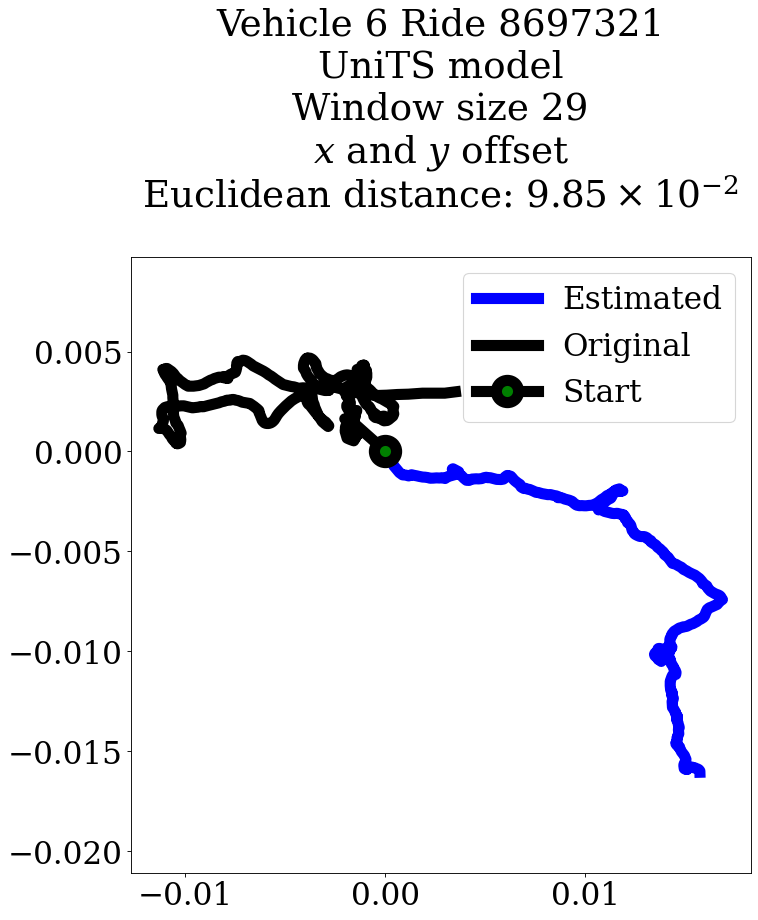 Vehicle 6 Ride 8697321
UniTS model
Window size 29
x and y offset
Euclidean distance: 9.85 × 10⁻²
Estimated
Original
Start
0.005
0.000
−0.005
−0.010
−0.015
−0.020
−0.01 0.00 0.01